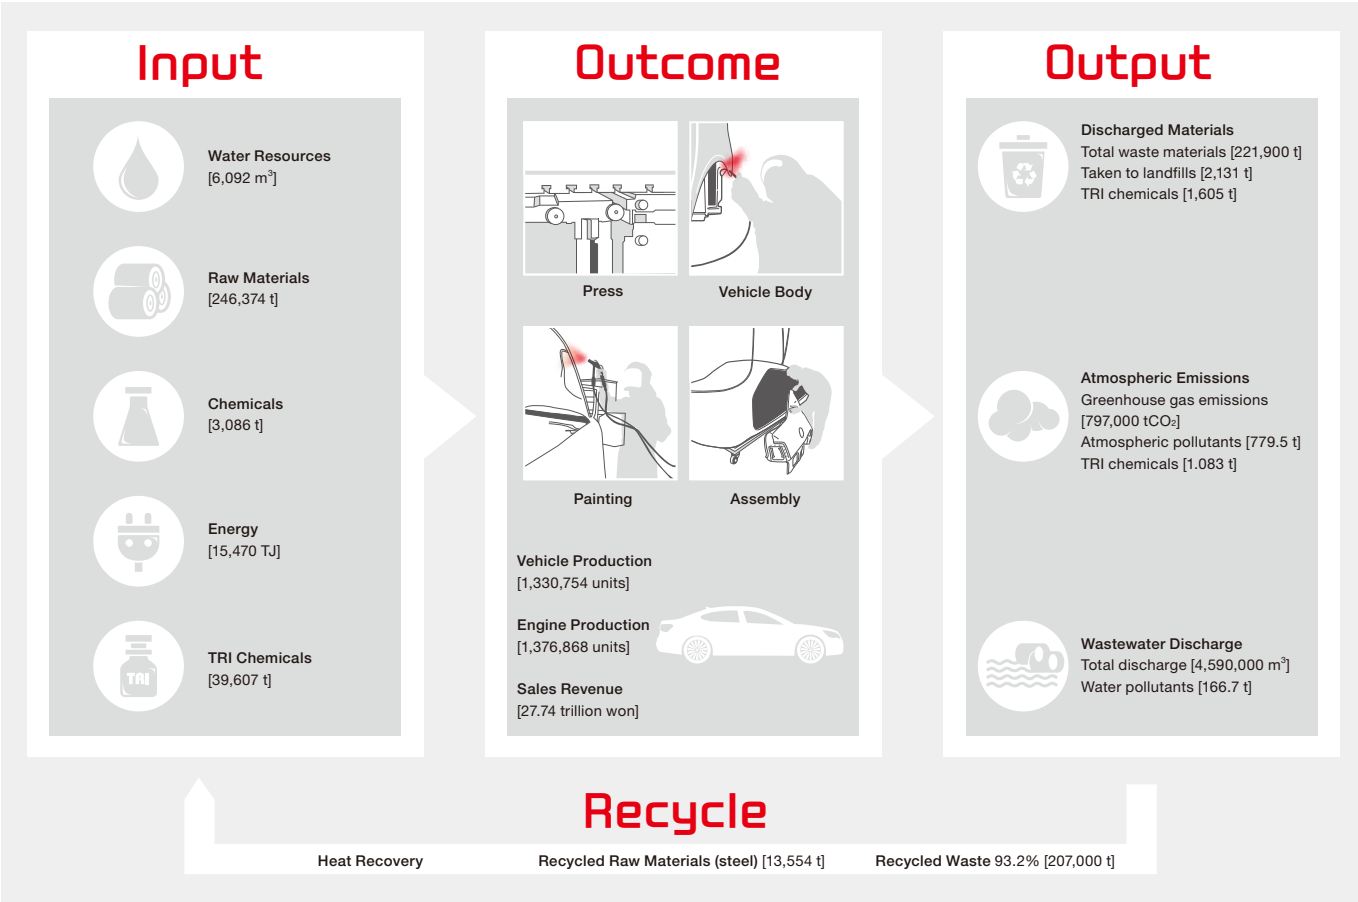 Input
Water Resources
[6,092 m³]
Raw Materials
[246,374 t]
Chemicals
[3,086 t]
Energy
[15,470 TJ]
TRI
TRI Chemicals
[39,607 t]
Outcome
Press
Vehicle Body
Painting
Assembly
Vehicle Production
[1,330,754 units]
Engine Production
[1,376,868 units]
Sales Revenue
[27.74 trillion won]
Output
Discharged Materials
Total waste materials [221,900 t]
Taken to landfills [2,131 t]
TRI chemicals [1,605 t]
Atmospheric Emissions
Greenhouse gas emissions
[797,000 tCO₂]
Atmospheric pollutants [779.5 t]
TRI chemicals [1.083 t]
Wastewater Discharge
Total discharge [4,590,000 m³]
Water pollutants [166.7 t]
Recycle
Heat Recovery
Recycled Raw Materials (steel) [13,554 t]
Recycled Waste 93.2% [207,000 t]